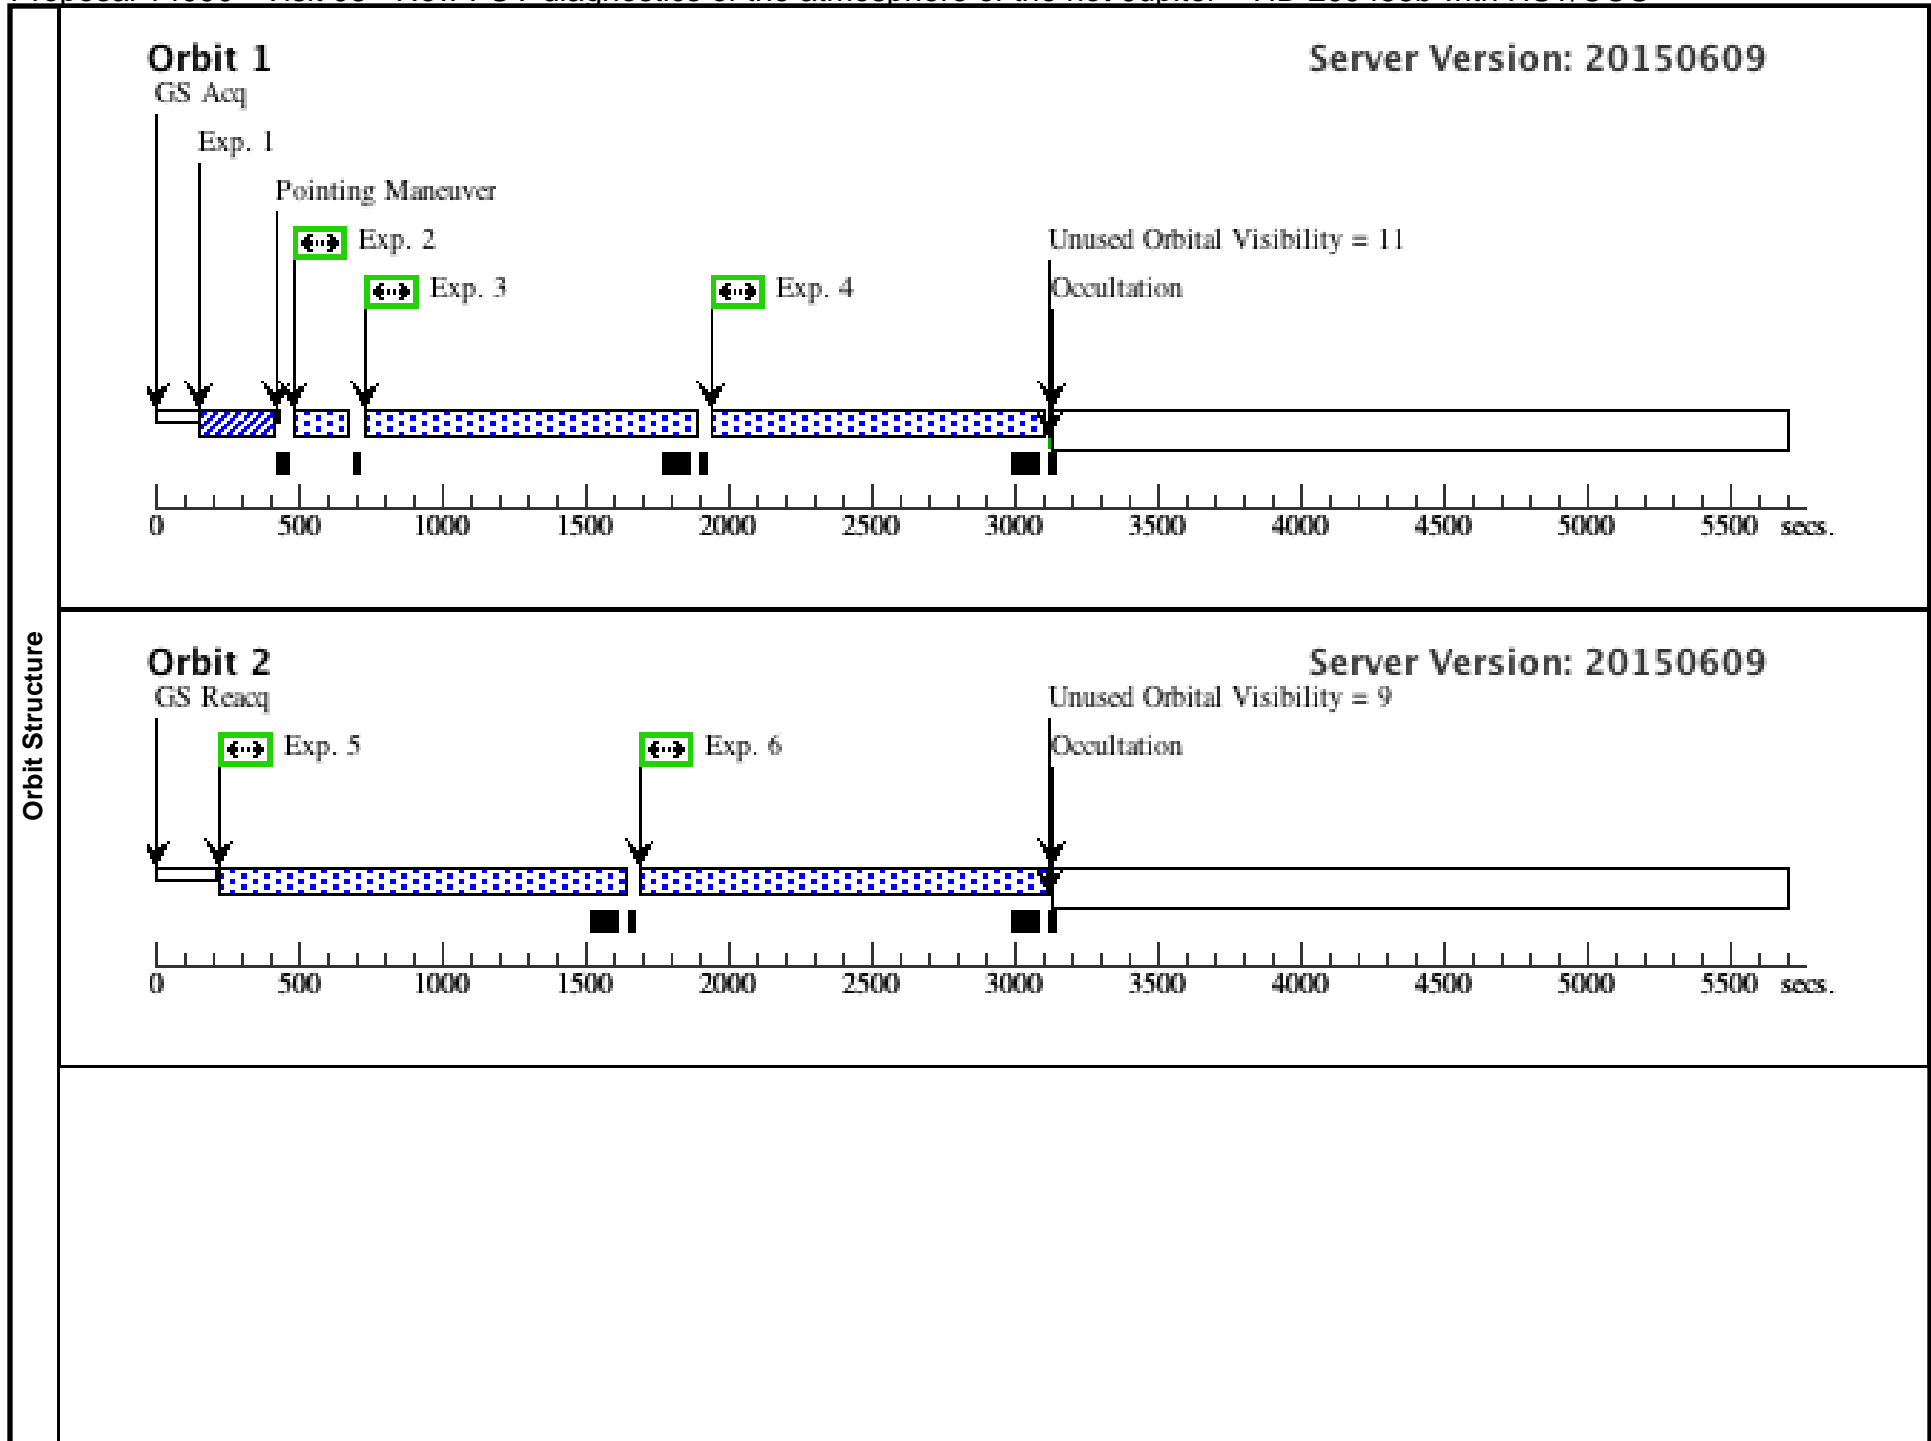 Orbit Structure
Orbit 1
Server Version: 20150609
GS Acq
Exp. 1
Pointing Maneuver
Exp. 2
Unused Orbital Visibility = 11
Exp. 3
Exp. 4
Occultation
0 500 1000 1500 2000 2500 3000 3500 4000 4500 5000 5500 secs.
Orbit 2
Server Version: 20150609
GS Reacq
Unused Orbital Visibility = 9
Exp. 5
Exp. 6
Occultation
0 500 1000 1500 2000 2500 3000 3500 4000 4500 5000 5500 secs.